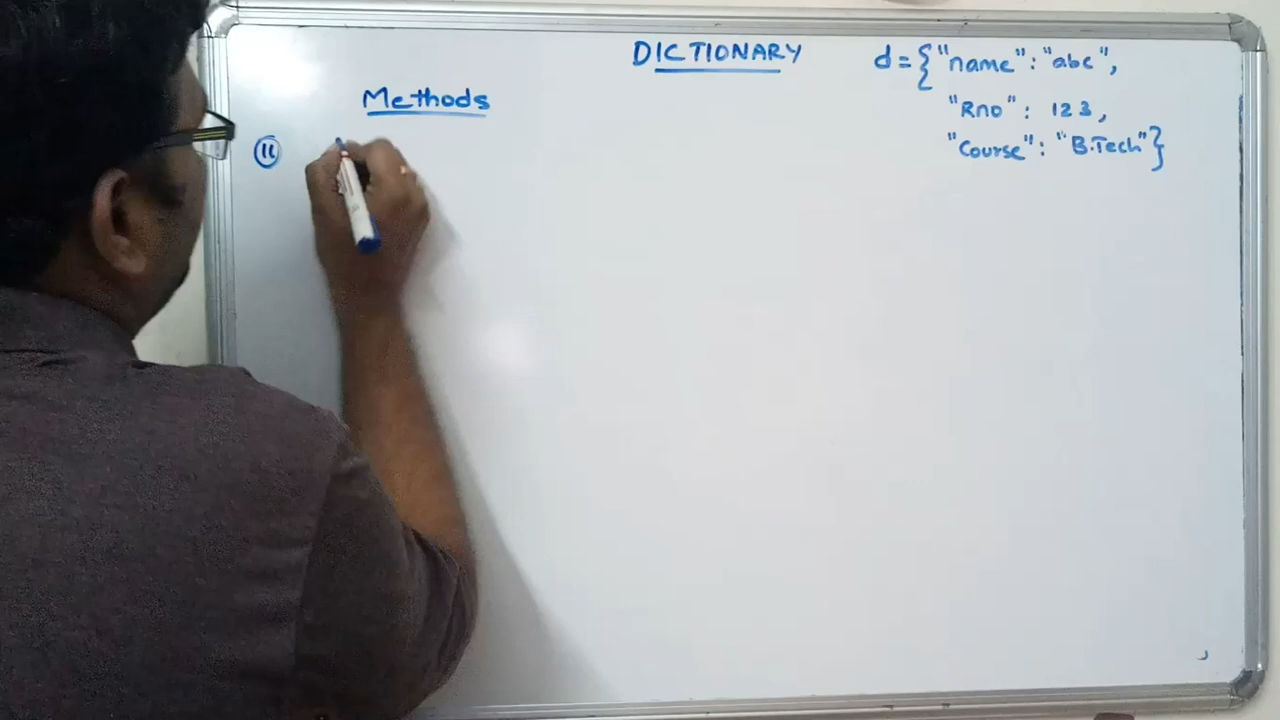 DICTIONARY
d = {"name" : "abc",
"Rno" : 123,
"Course" : "B.Tech"}
Methods
11